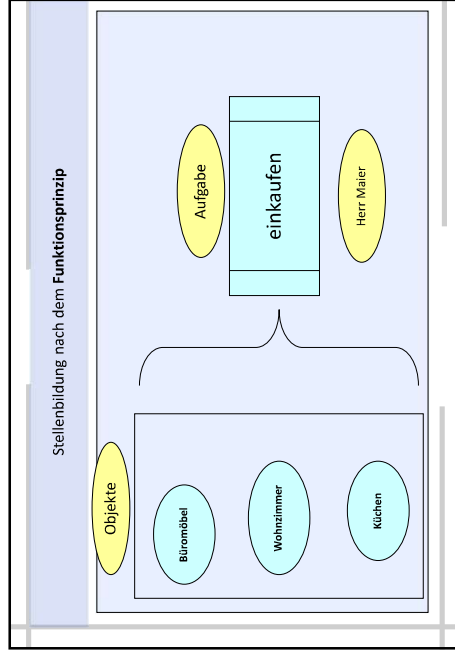 Stellenbildung nach dem Funktionsprinzip
Objekte
Büromöbel
Wohnzimmer
Küchen
Aufgabe
einkaufen
Herr Maier